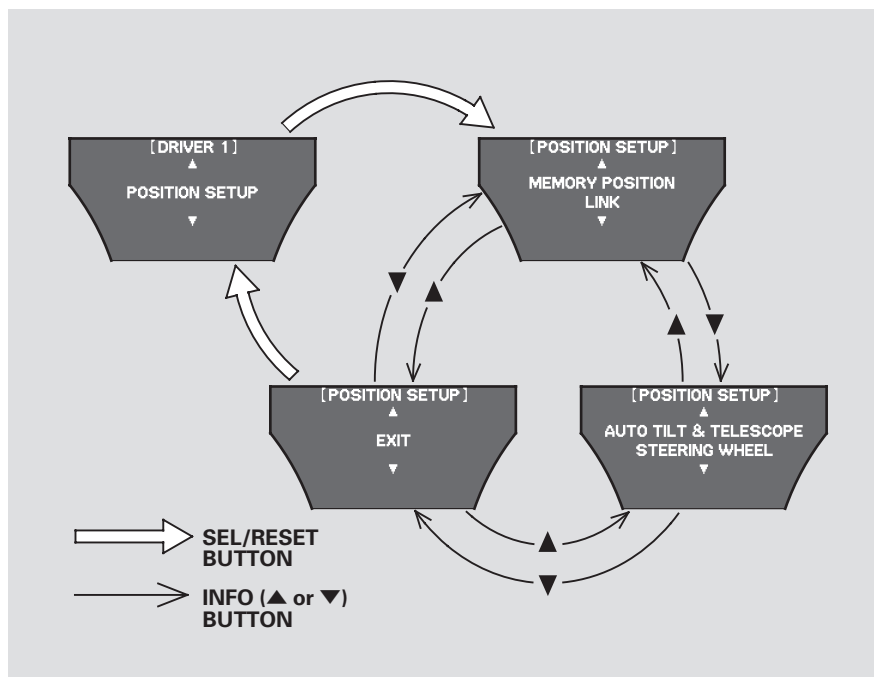 [DRIVER 1]
▲
POSITION SETUP
▼
[POSITION SETUP]
▲
MEMORY POSITION
LINK
▼
▼
▲
▲
▼
[POSITION SETUP]
▲
EXIT
▼
[POSITION SETUP]
▲
AUTO TILT & TELESCOPE
STEERING WHEEL
▼
▲
▼
SEL/RESET
BUTTON
INFO (▲ or ▼)
BUTTON